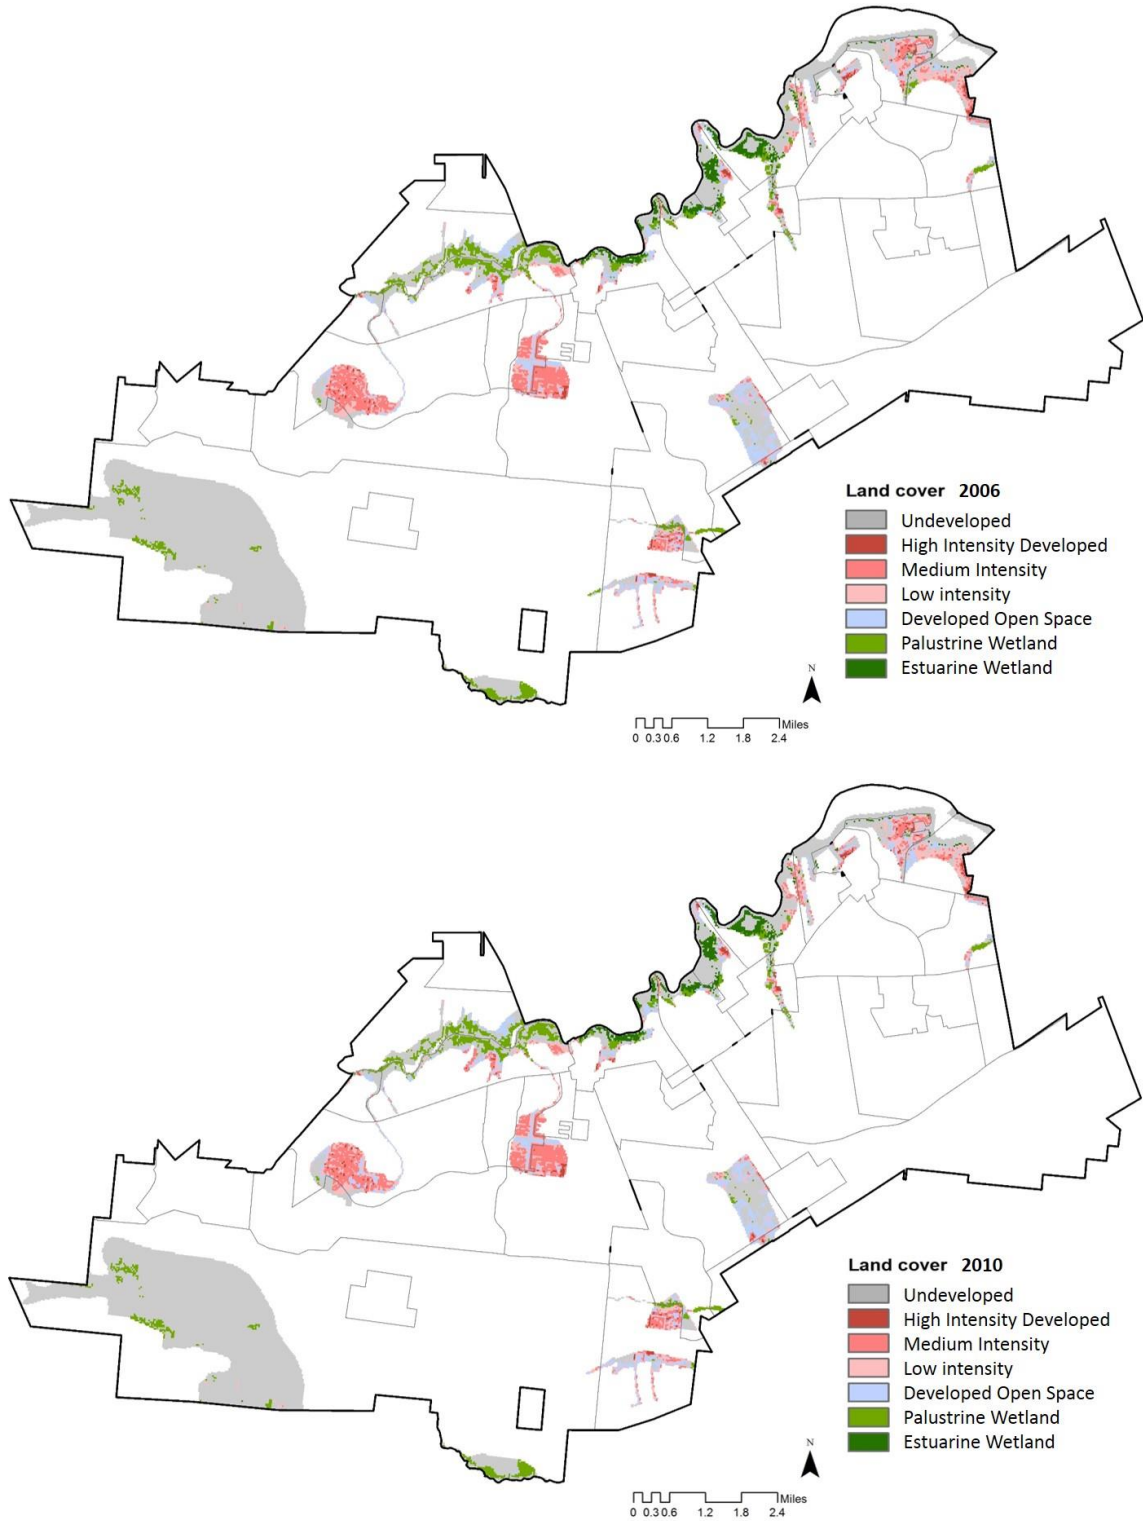 Land cover 2006
Undeveloped
High Intensity Developed
Medium Intensity
Low intensity
Developed Open Space
Palustrine Wetland
Estuarine Wetland
N
Miles
0 0.3 0.6 1.2 1.8 2.4
Land cover 2010
Undeveloped
High Intensity Developed
Medium Intensity
Low intensity
Developed Open Space
Palustrine Wetland
Estuarine Wetland
N
Miles
0 0.3 0.6 1.2 1.8 2.4